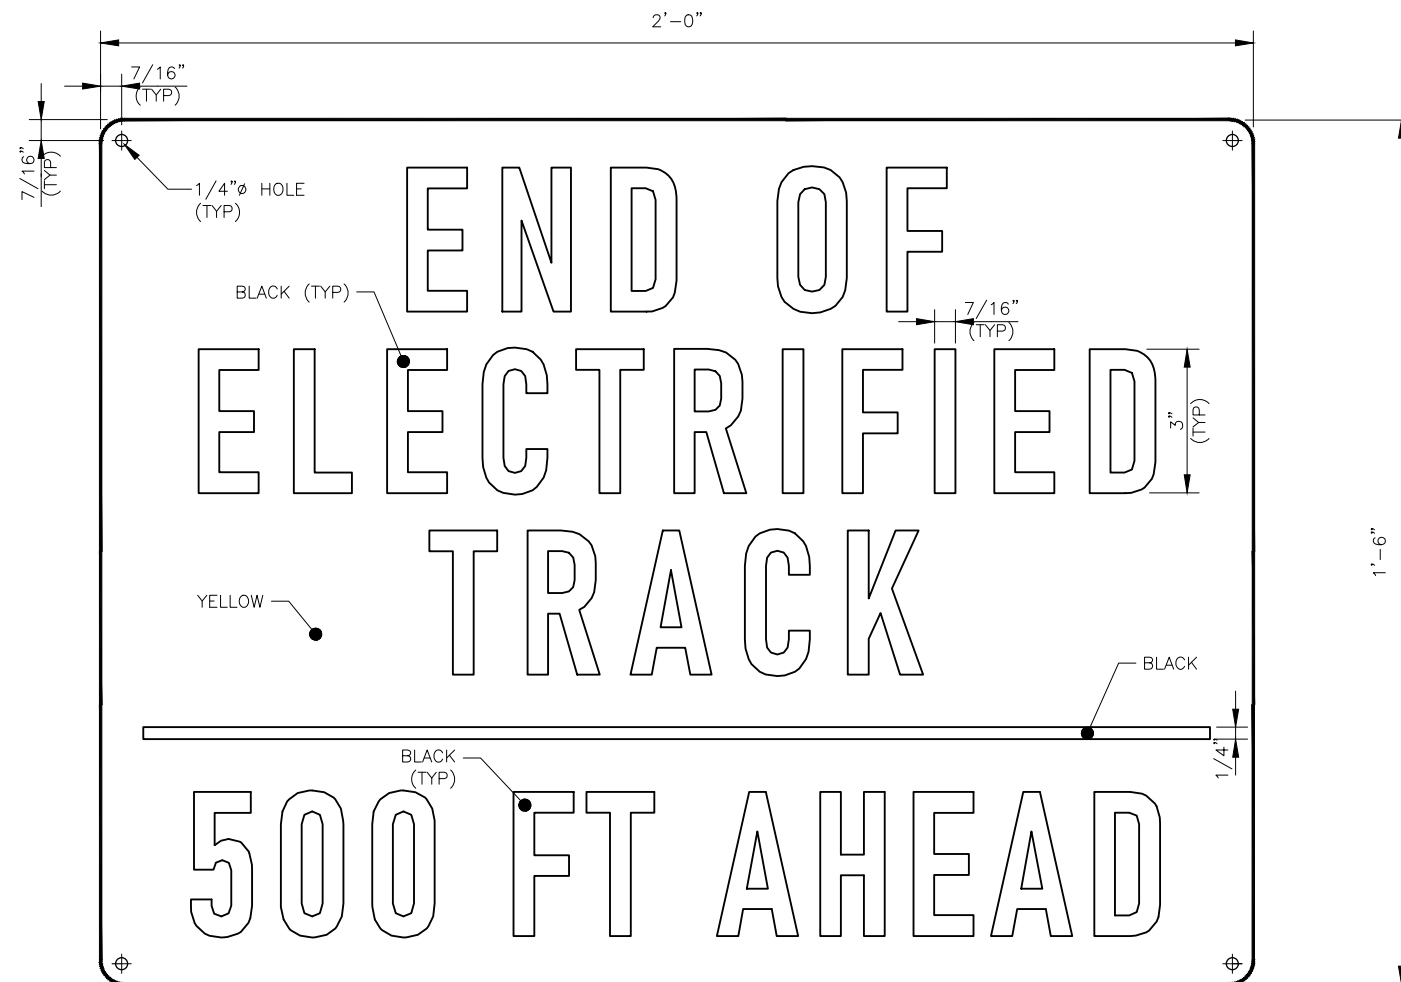 2'-0"
7/16"
(TYP)
7/16"
(TYP)
1/4"ø HOLE
(TYP)
END OF
BLACK (TYP)
7/16"
(TYP)
ELECTRIFIED
3"
(TYP)
TRACK
1'-6"
YELLOW
BLACK
1/4"
BLACK
(TYP)
500 FT AHEAD